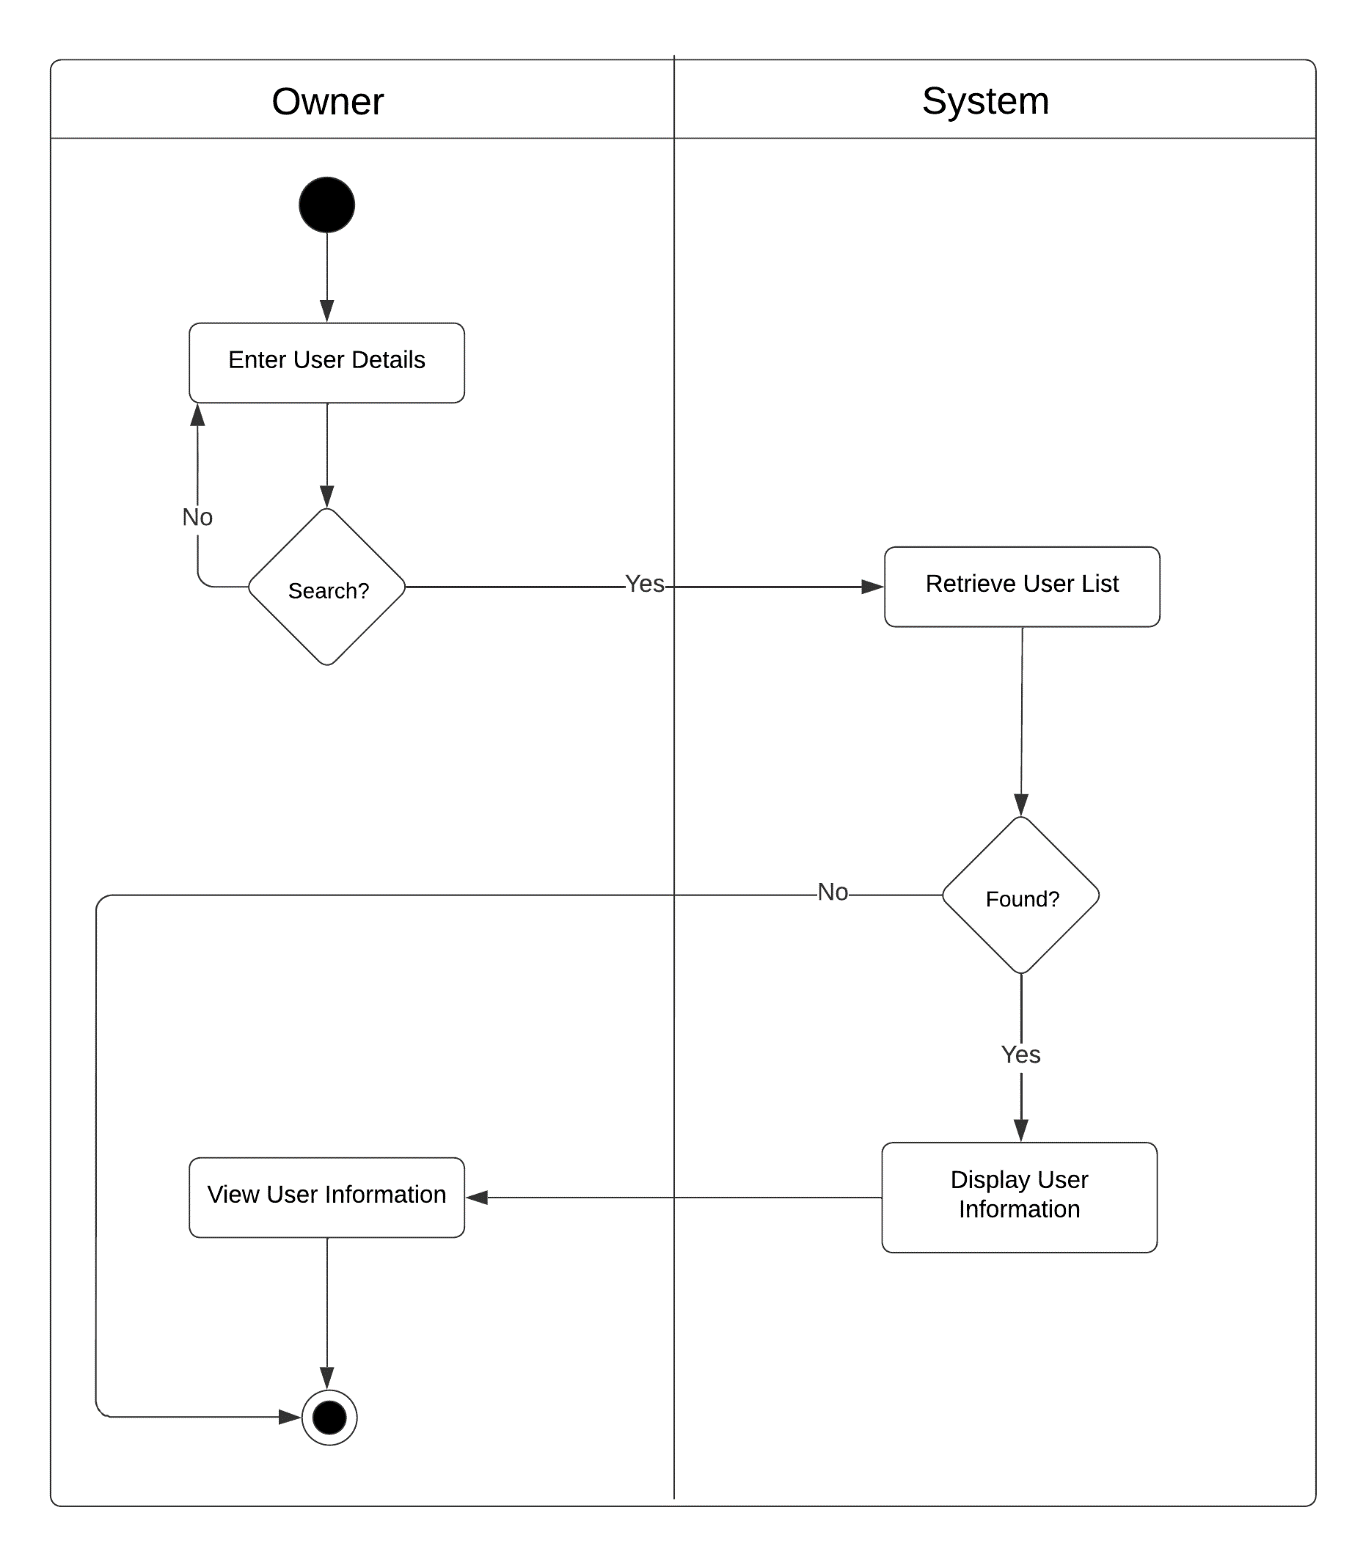 Owner
System
Enter User Details
No
Search?
Yes
Retrieve User List
No
Found?
Yes
View User Information
Display User
Information